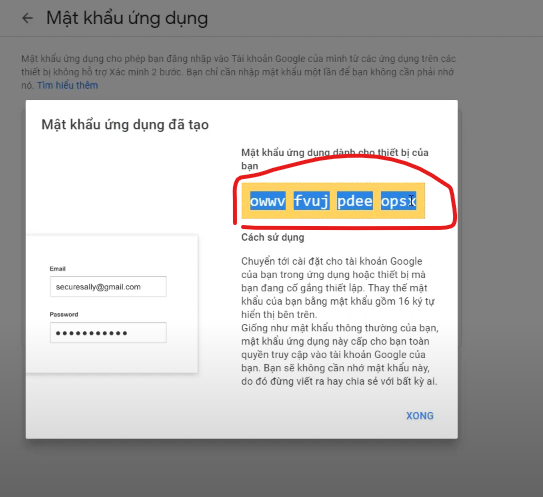 Mật khẩu ứng dụng
Mật khẩu ứng dụng cho phép bạn đăng nhập vào Tài khoản Google của mình từ các ứng dụng trên các
thiết bị không hỗ trợ Xác minh 2 bước. Bạn chỉ cần nhập mật khẩu một lần để bạn không cần phải nhớ
nó. Tìm hiểu thêm
Mật khẩu ứng dụng đã tạo
Mật khẩu ứng dụng dành cho thiết bị của
bạn
owwv fvuj pdee
Cách sử dụng
Chuyển tới cài đặt cho tài khoản Google
của bạn trong ứng dụng hoặc thiết bị mà
bạn đang cố gắng thiết lập. Thay thế mật
khẩu của bạn bằng mật khẩu gồm 16 ký tự
hiển thị bên trên.
Giống như mật khẩu thông thường của bạn,
mật khẩu ứng dụng này cấp cho bạn toàn
quyền truy cập vào tài khoản Google của
bạn. Bạn sẽ không cần nhớ mật khẩu này,
do đó đừng viết ra hay chia sẻ với bất kỳ ai.
Email
securesally@gmail.com
Password
XONG